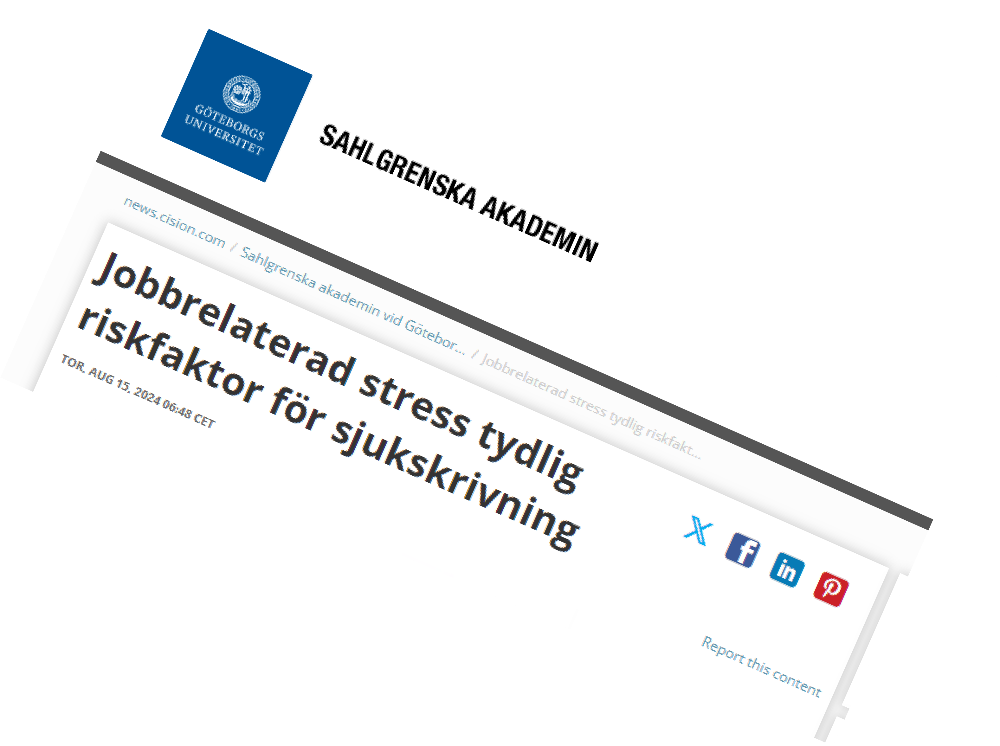 GÖTEBORGS
UNIVERSITET
SAHLGRENSKA AKADEMIN
news.cision.com / Sahlgrenska akademin vid Götebor... / Jobbrelaterad stress tydlig riskfakt...
Jobbrelaterad stress tydlig
riskfaktor för sjukskrivning
TOR, AUG 15, 2024 06:48 CET
Report this content